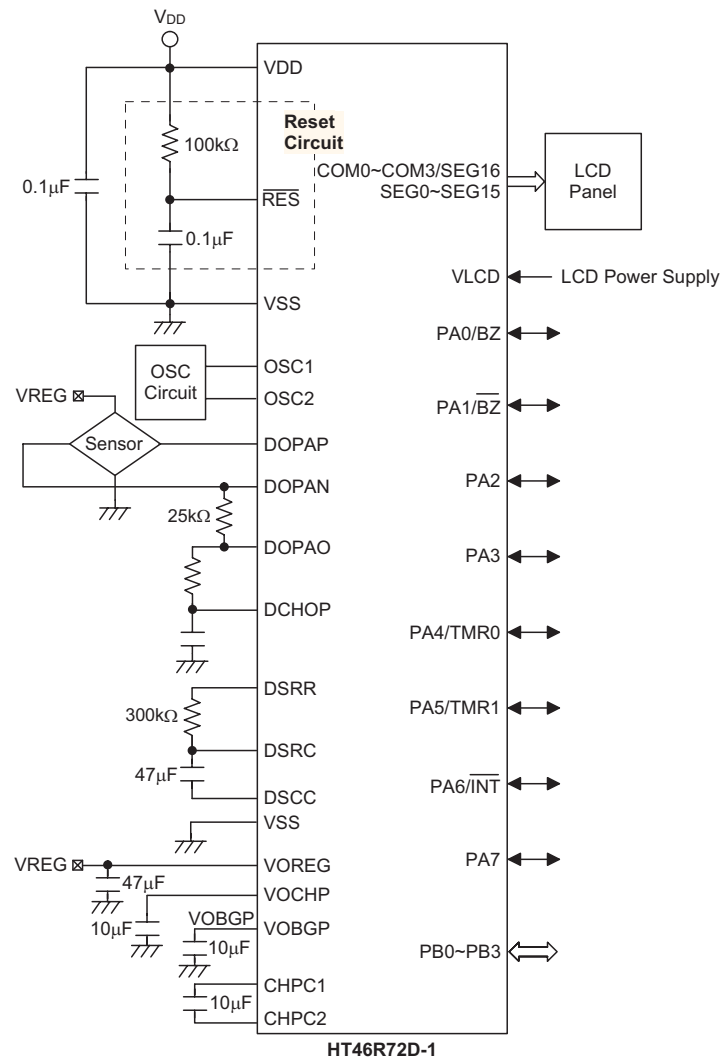 VDD
VDD
Reset
Circuit
100kΩ
COM0~COM3/SEG16
SEG0~SEG15
LCD
Panel
0.1μF
RES
0.1μF
VLCD
LCD Power Supply
VSS
PA0/BZ
OSC
Circuit
OSC1
OSC2
VREG
PA1/BZ
Sensor
DOPAP
DOPAN
PA2
25kΩ
DOPAO
PA3
DCHOP
PA4/TMR0
DSRR
PA5/TMR1
300kΩ
DSRC
47μF
PA6/INT
DSCC
VSS
VREG
VOREG
PA7
47μF
VOCHP
10μF
VOBGP
VOBGP
10μF
PB0~PB3
CHPC1
10μF
CHPC2
HT46R72D-1